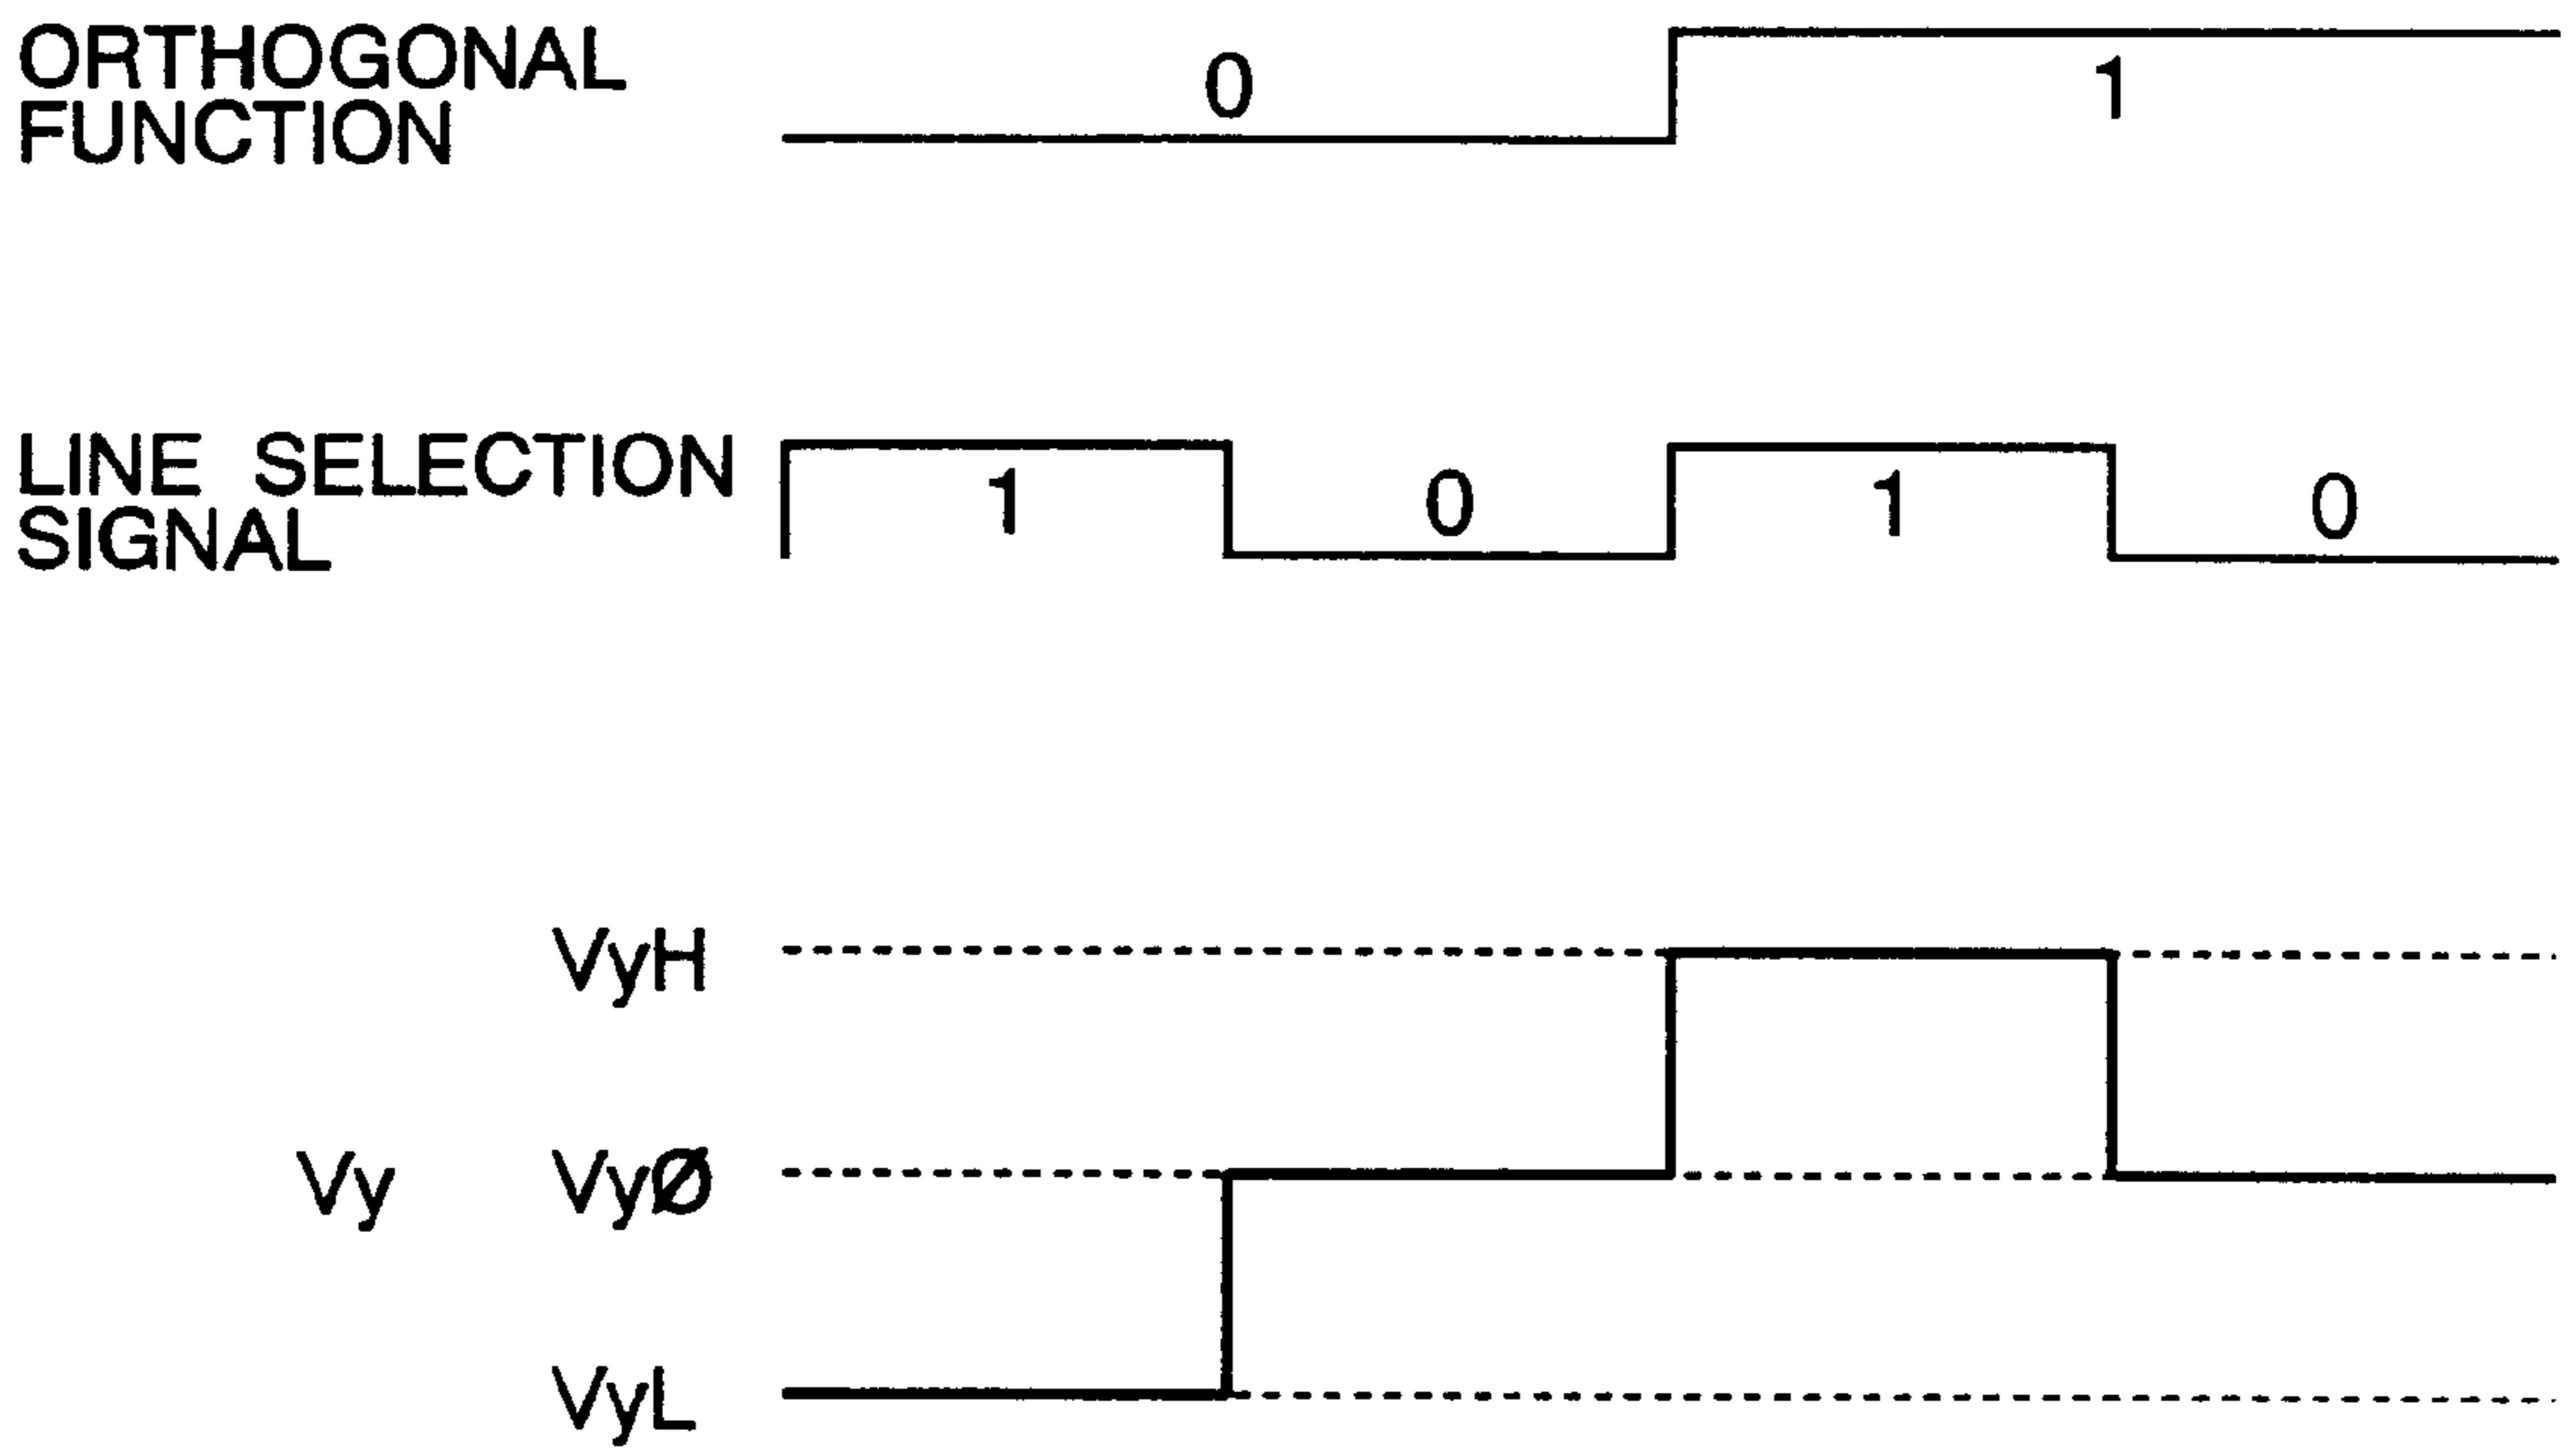 ORTHOGONAL
FUNCTION
0 1
LINE SELECTION
SIGNAL
1 0 1 0
VyH
Vy VyØ
VyL